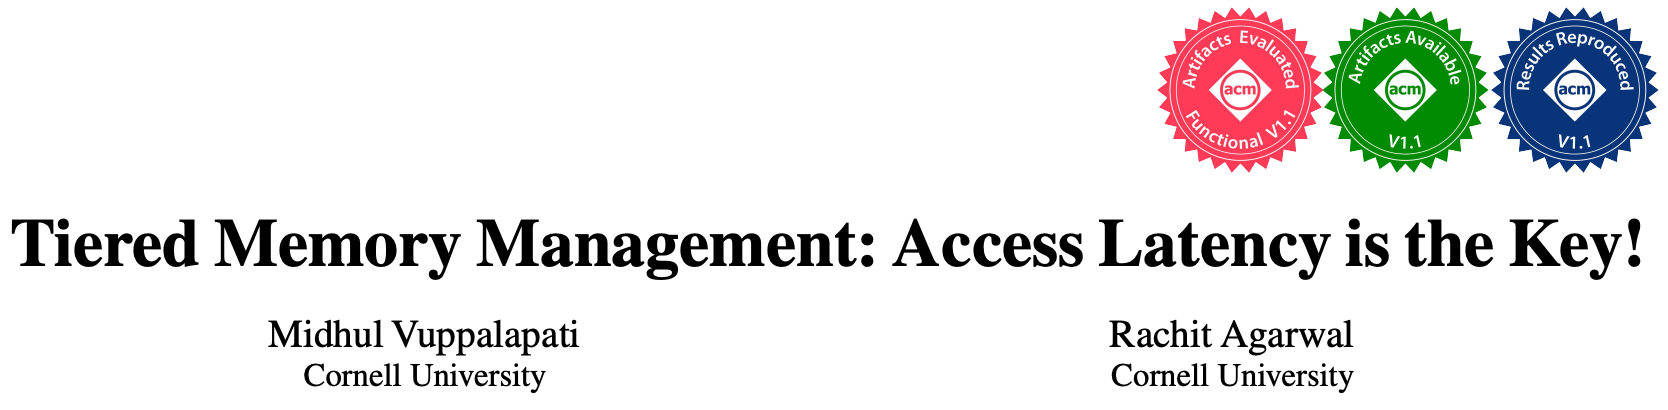 Artifacts Evaluated
acm
Functional V1.1
Artifacts Available
acm
V1.1
Results Reproduced
acm
V1.1
Tiered Memory Management: Access Latency is the Key!
Midhul Vuppalapati
Cornell University
Rachit Agarwal
Cornell University